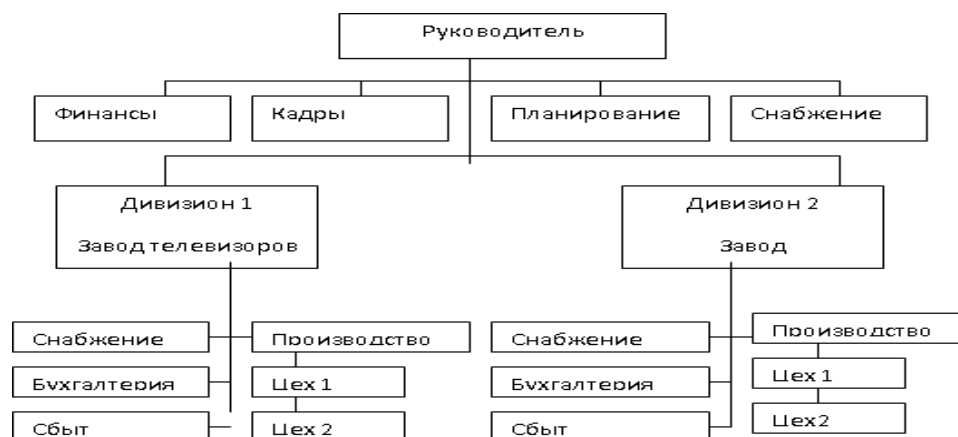 Руководитель
Финансы
Кадры
Планирование
Снабжение
Дивизион 1
Завод телевизоров
Дивизион 2
Завод
Снабжение
Производство
Бухгалтерия
Цех 1
Сбыт
Цех 2
Снабжение
Производство
Бухгалтерия
Цех 1
Сбыт
Цех2